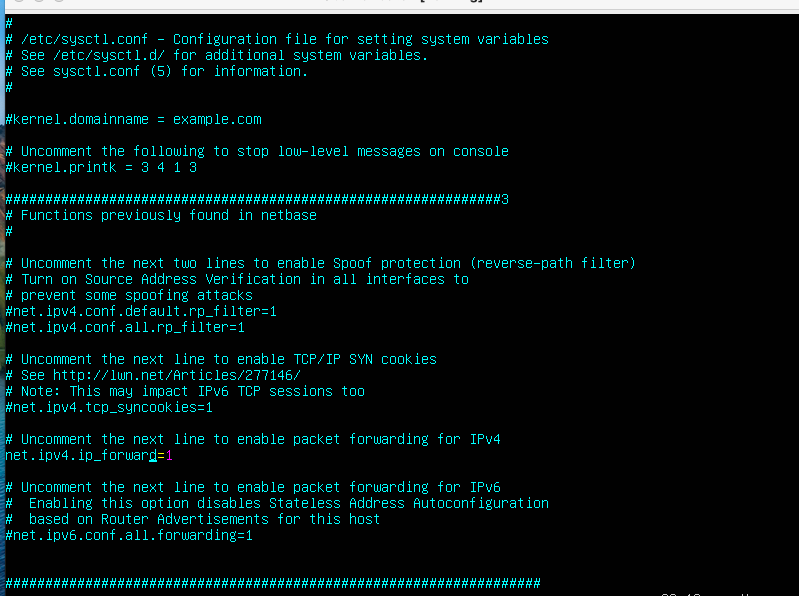 #
# /etc/sysctl.conf - Configuration file for setting system variables
# See /etc/sysctl.d/ for additional system variables.
# See sysctl.conf (5) for information.
#
#kernel.domainname = example.com
# Uncomment the following to stop low-level messages on console
#kernel.printk = 3 4 1 3
##############################################################3
# Functions previously found in netbase
#
# Uncomment the next two lines to enable Spoof protection (reverse-path filter)
# Turn on Source Address Verification in all interfaces to
# prevent some spoofing attacks
#net.ipv4.conf.default.rp_filter=1
#net.ipv4.conf.all.rp_filter=1
# Uncomment the next line to enable TCP/IP SYN cookies
# See http://lwn.net/Articles/277146/
# Note: This may impact IPv6 TCP sessions too
#net.ipv4.tcp_syncookies=1
# Uncomment the next line to enable packet forwarding for IPv4
net.ipv4.ip_forward=1
# Uncomment the next line to enable packet forwarding for IPv6
#  Enabling this option disables Stateless Address Autoconfiguration
#  based on Router Advertisements for this host
#net.ipv6.conf.all.forwarding=1
###################################################################